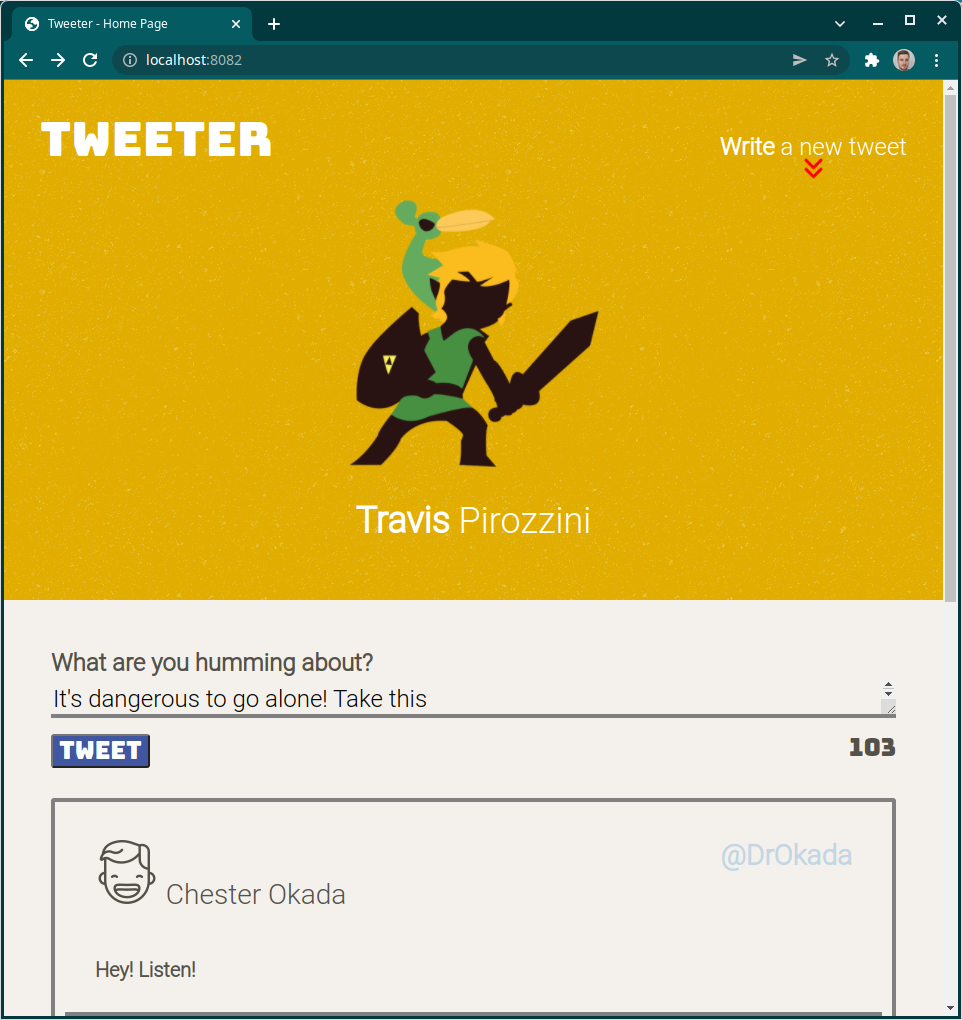 Tweeter - Home Page
localhost:8082
TWEETER
Write a new tweet
Travis Pirozzini
What are you humming about?
It's dangerous to go alone! Take this
TWEET
103
@DrOkada
Chester Okada
Hey! Listen!